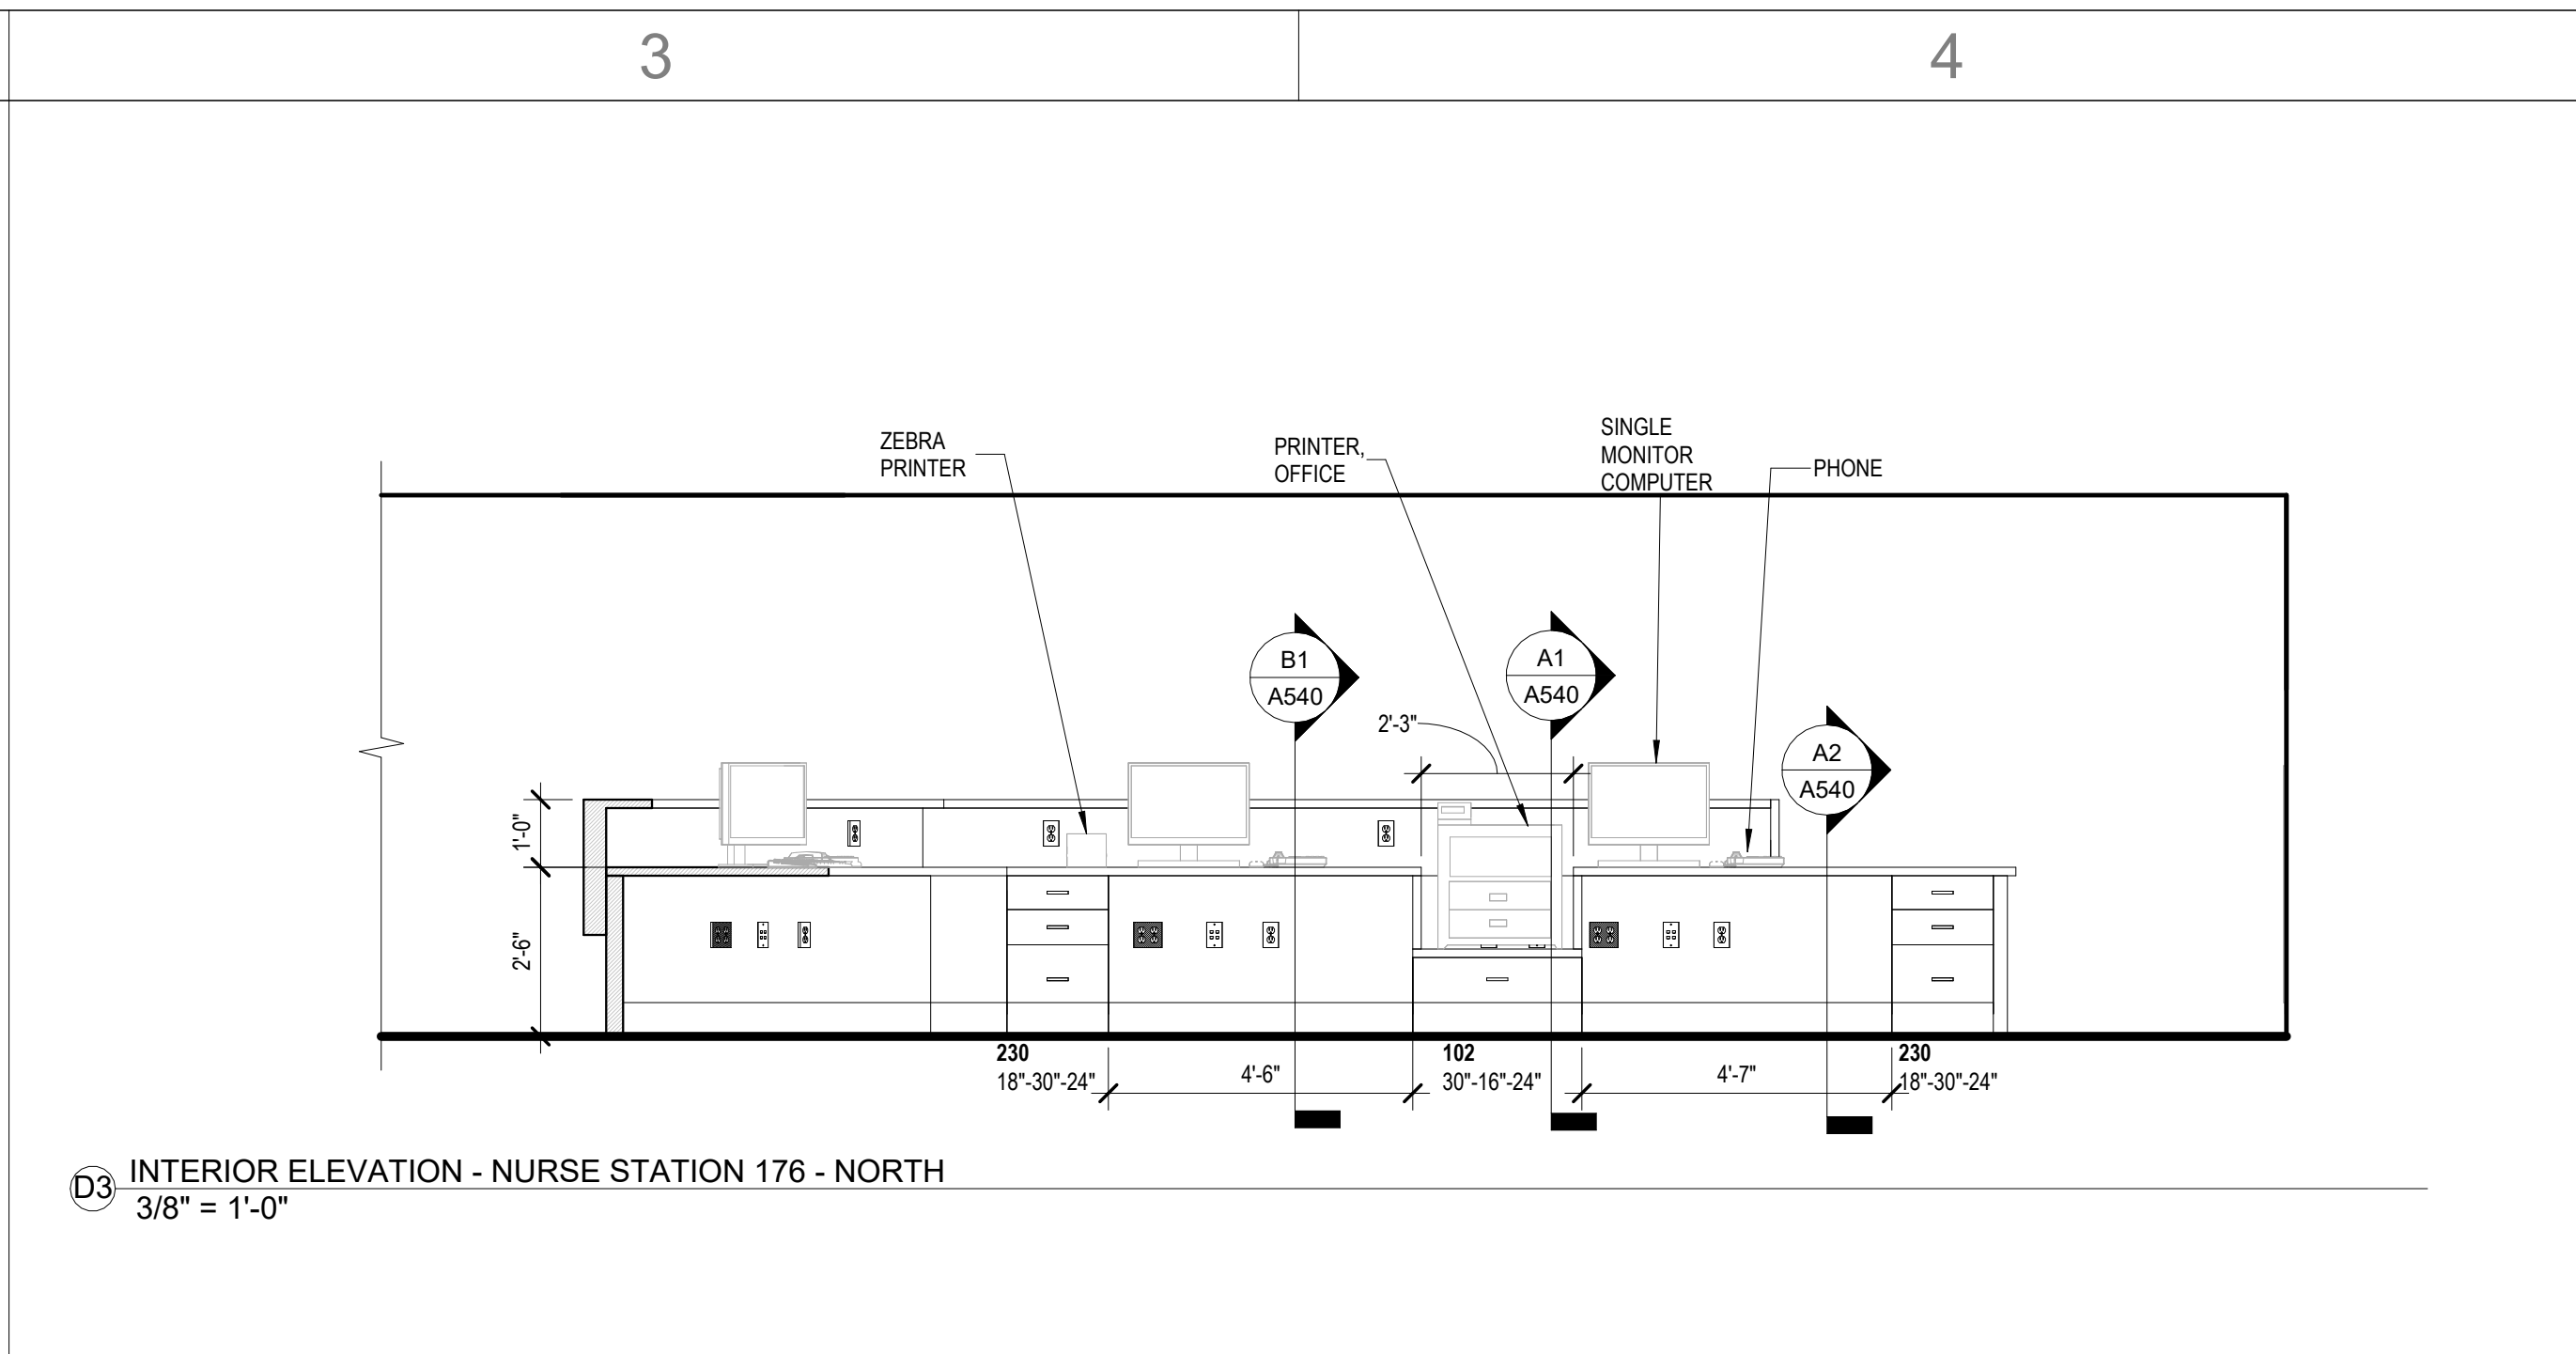 3
4
ZEBRA
PRINTER
PRINTER,
OFFICE
SINGLE
MONITOR
COMPUTER
PHONE
B1
A540
A1
A540
A2
A540
2'-3"
1'-0"
2'-6"
230
18"-30"-24"
4'-6"
102
30"-16"-24"
4'-7"
230
18"-30"-24"
D3
INTERIOR ELEVATION - NURSE STATION 176 - NORTH
3/8" = 1'-0"